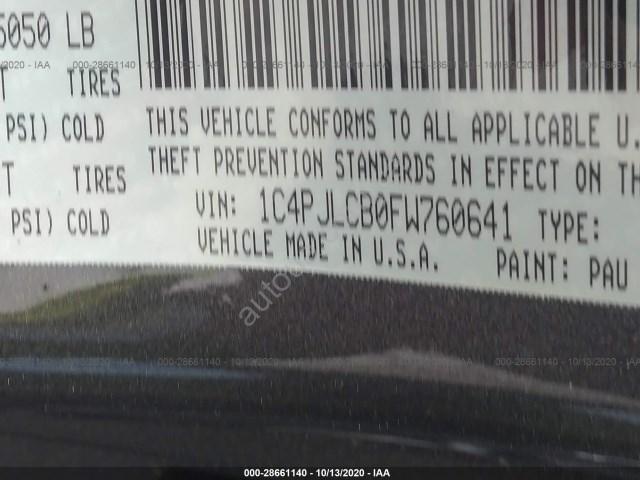 5050 LB
TIRES
PSI) COLD
TIRES
PSI) COLD
THIS VEHICLE CONFORMS TO ALL APPLICABLE U.
THEFT PREVENTION STANDARDS IN EFFECT ON TH
VIN: 1C4PJLCB0FW760641 TYPE:
VEHICLE MADE IN U.S.A. PAINT: PAU
000-28661140 - 10/13/2020 - IAA